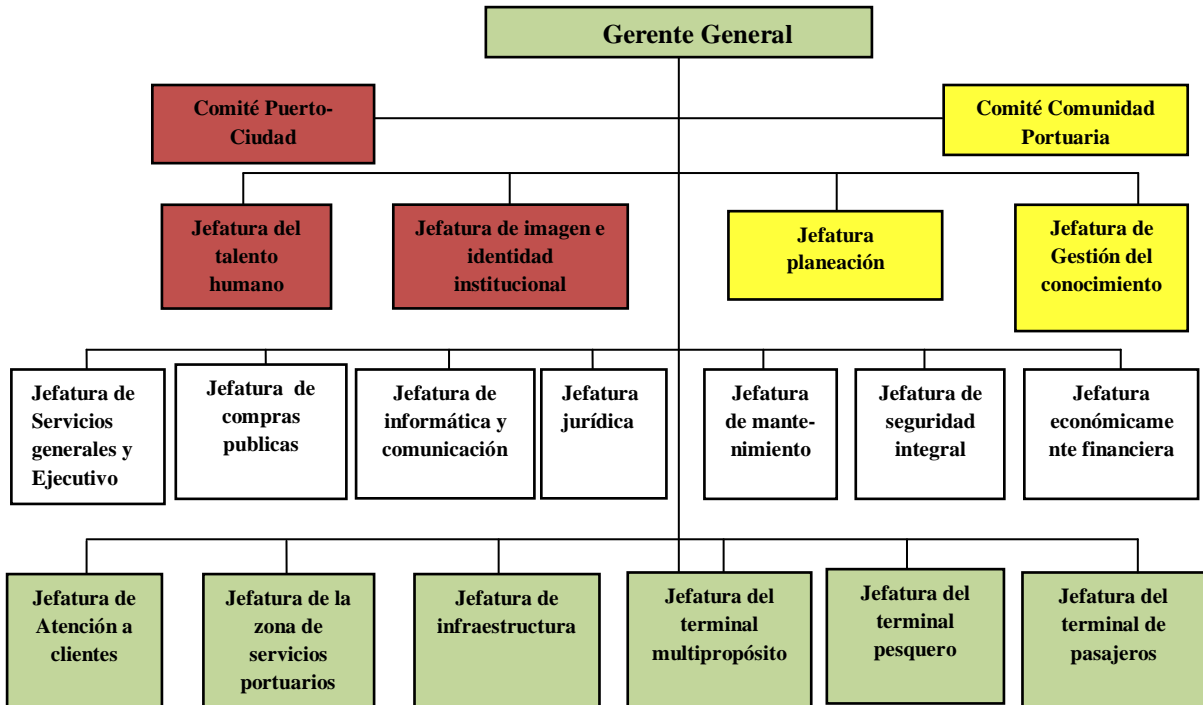 Gerente General
Comité Puerto-
Ciudad
Comité Comunidad
Portuaria
Jefatura del
talento
humano
Jefatura de imagen e
identidad
institucional
Jefatura
planeación
Jefatura de
Gestión del
conocimiento
Jefatura de
Servicios
generales y
Ejecutivo
Jefatura de
compras
publicas
Jefatura de
informática y
comunicación
Jefatura
jurídica
Jefatura
de mante-
nimiento
Jefatura de
seguridad
integral
Jefatura
económicame
nte financiera
Jefatura de
Atención a
clientes
Jefatura de la
zona de
servicios
portuarios
Jefatura de
infraestructura
Jefatura del
terminal
multipropósito
Jefatura del
terminal
pesquero
Jefatura del
terminal de
pasajeros